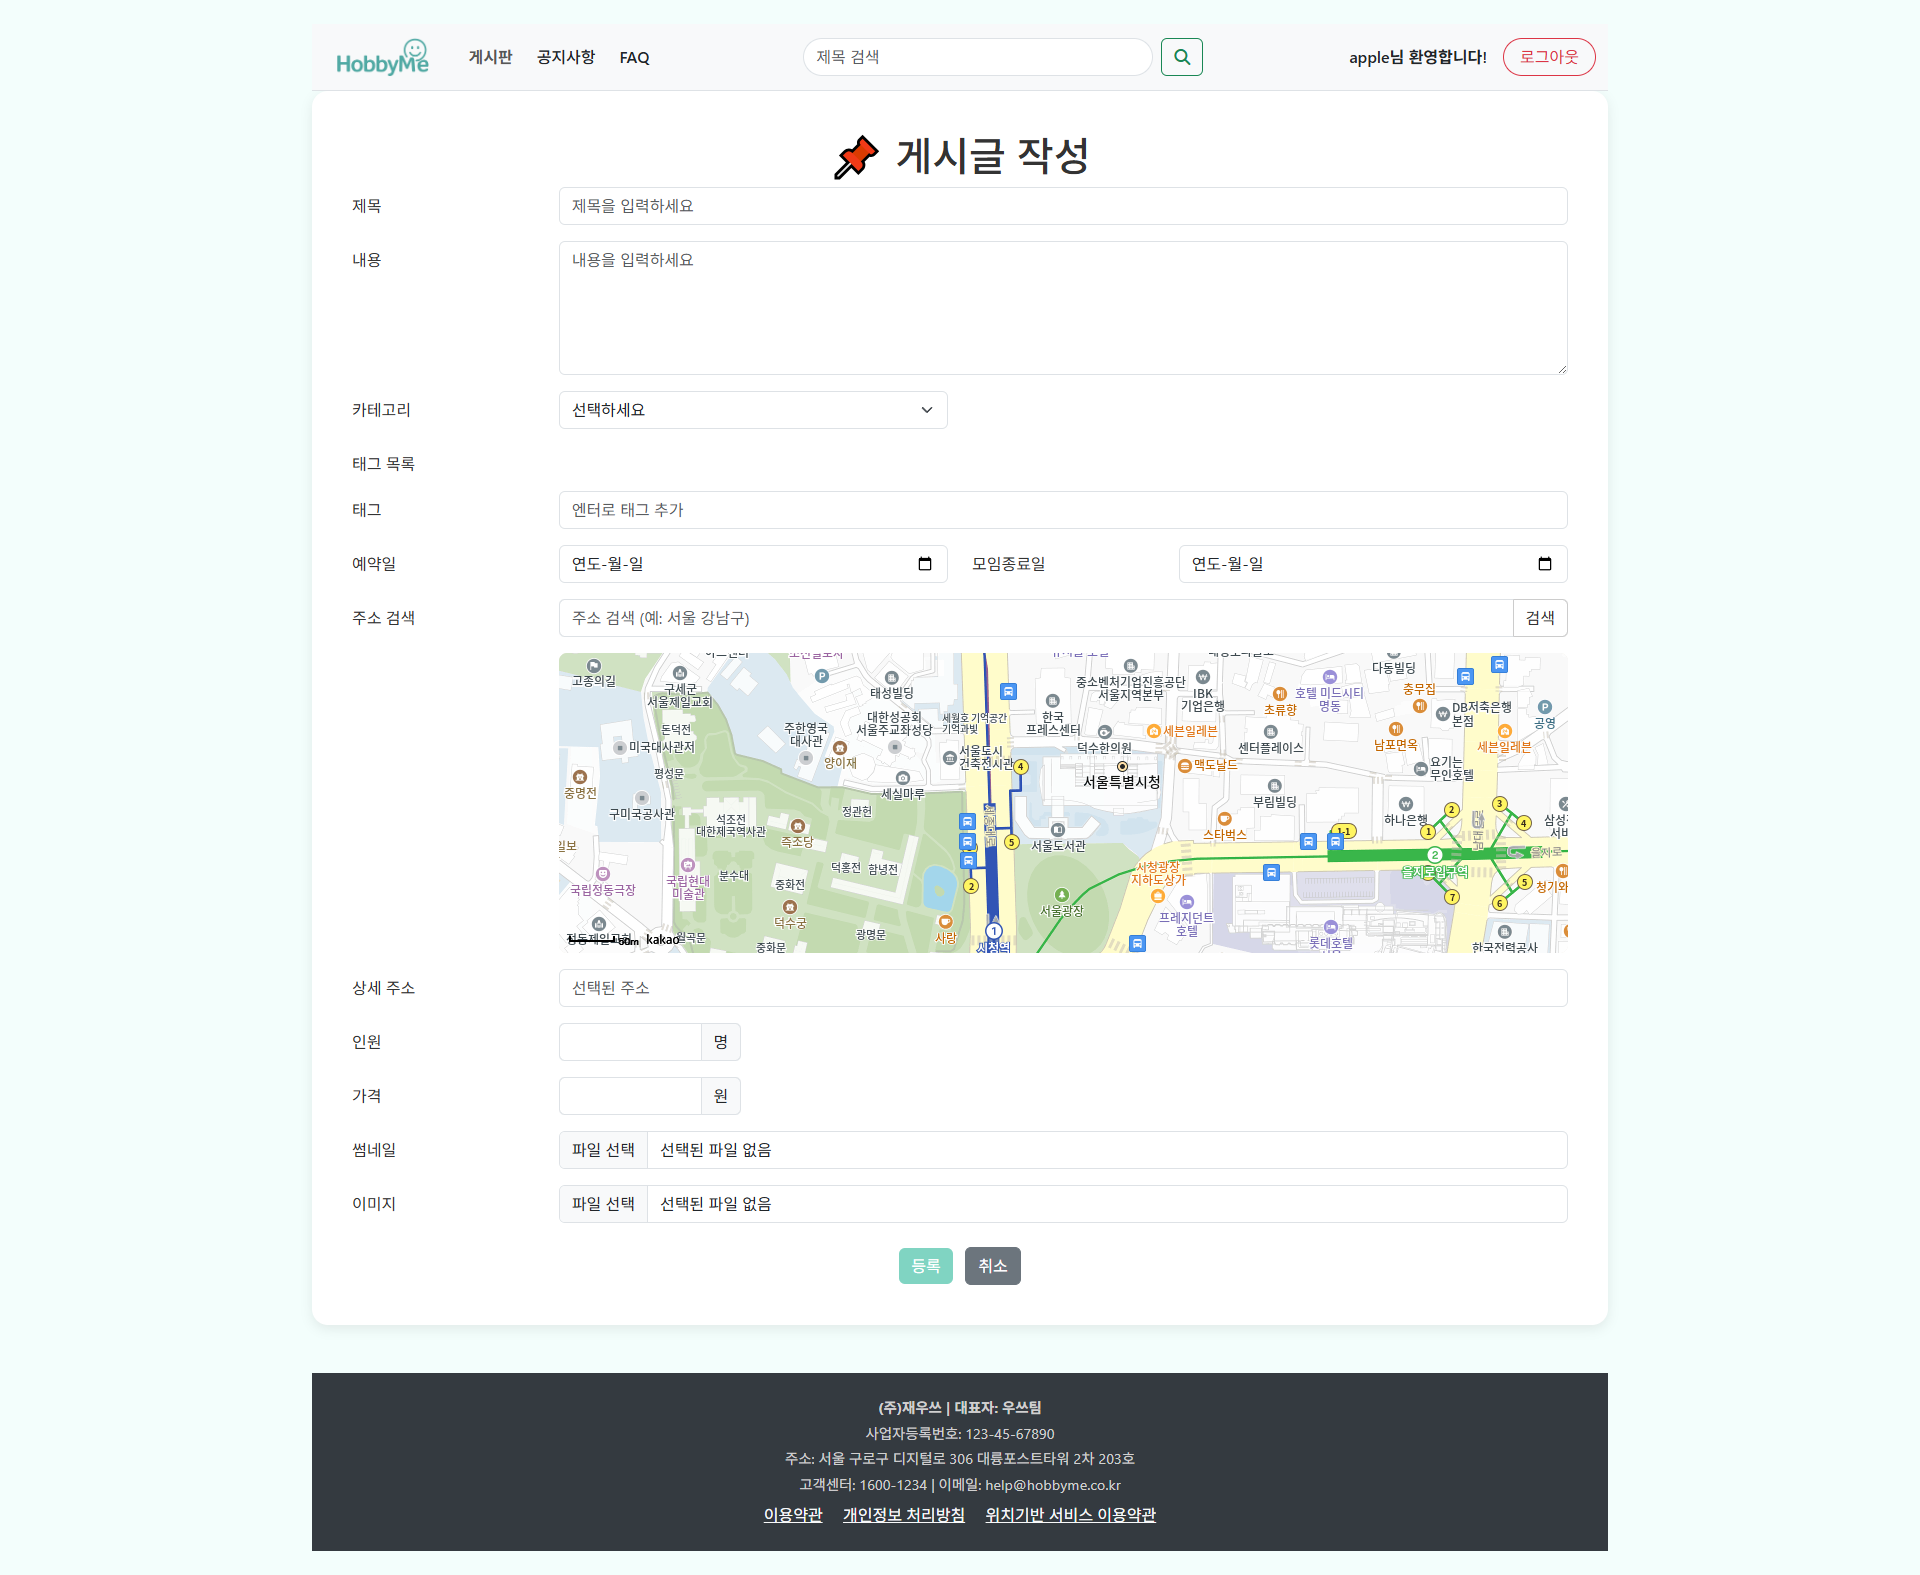 HobbyMe 게시판 공지사항 FAQ 제목 검색 apple님 환영합니다! 로그아웃
게시글 작성
제목 제목을 입력하세요
내용 내용을 입력하세요
카테고리 선택하세요
태그 목록
태그 엔터로 태그 추가
예약일 연도-월-일 모임종료일 연도-월-일
주소 검색 주소 검색 (예: 서울 강남구) 검색
고종의길
구세군
서울제일교회
태성빌딩
돈덕전
미국대사관저
평성문
중명전
구미국공사관
주한영국
대사관
양이재
대한성공회
서울주교좌성당
세실마루
세월호 기억공간
기억과빛
서울도시
건축전시관
한국
프레스센터
중소벤처기업진흥공단
서울지역본부
IBK
기업은행
덕수한의원
세븐일레븐
맥도날드
서울특별시청
초류향
호텔 미드시티
명동
센터플레이스
부림빌딩
스타벅스
다동빌딩
충무집
DB저축은행
본점
남포면옥
요기는
무인호텔
공영
세븐일레븐
하나은행
석조전
대한제국역사관
정관헌
즉조당
덕홍전
함녕전
국립정동극장
국립현대
미술관
분수대
중화전
덕수궁
광명문
중화문
월곡문
사랑
서울도서관
서울광장
시청광장
지하도상가
프레지던트
호텔
롯데호텔
을지로입구역
을지로
한국전력공사
정동제일교회
kakao
상세 주소 선택된 주소
인원 명
가격 원
썸네일 파일 선택 선택된 파일 없음
이미지 파일 선택 선택된 파일 없음
등록 취소
(주)재우쓰 | 대표자: 우쓰팀
사업자등록번호: 123-45-67890
주소: 서울 구로구 디지털로 306 대륭포스트타워 2차 203호
고객센터: 1600-1234 | 이메일: help@hobbyme.co.kr
이용약관 개인정보 처리방침 위치기반 서비스 이용약관